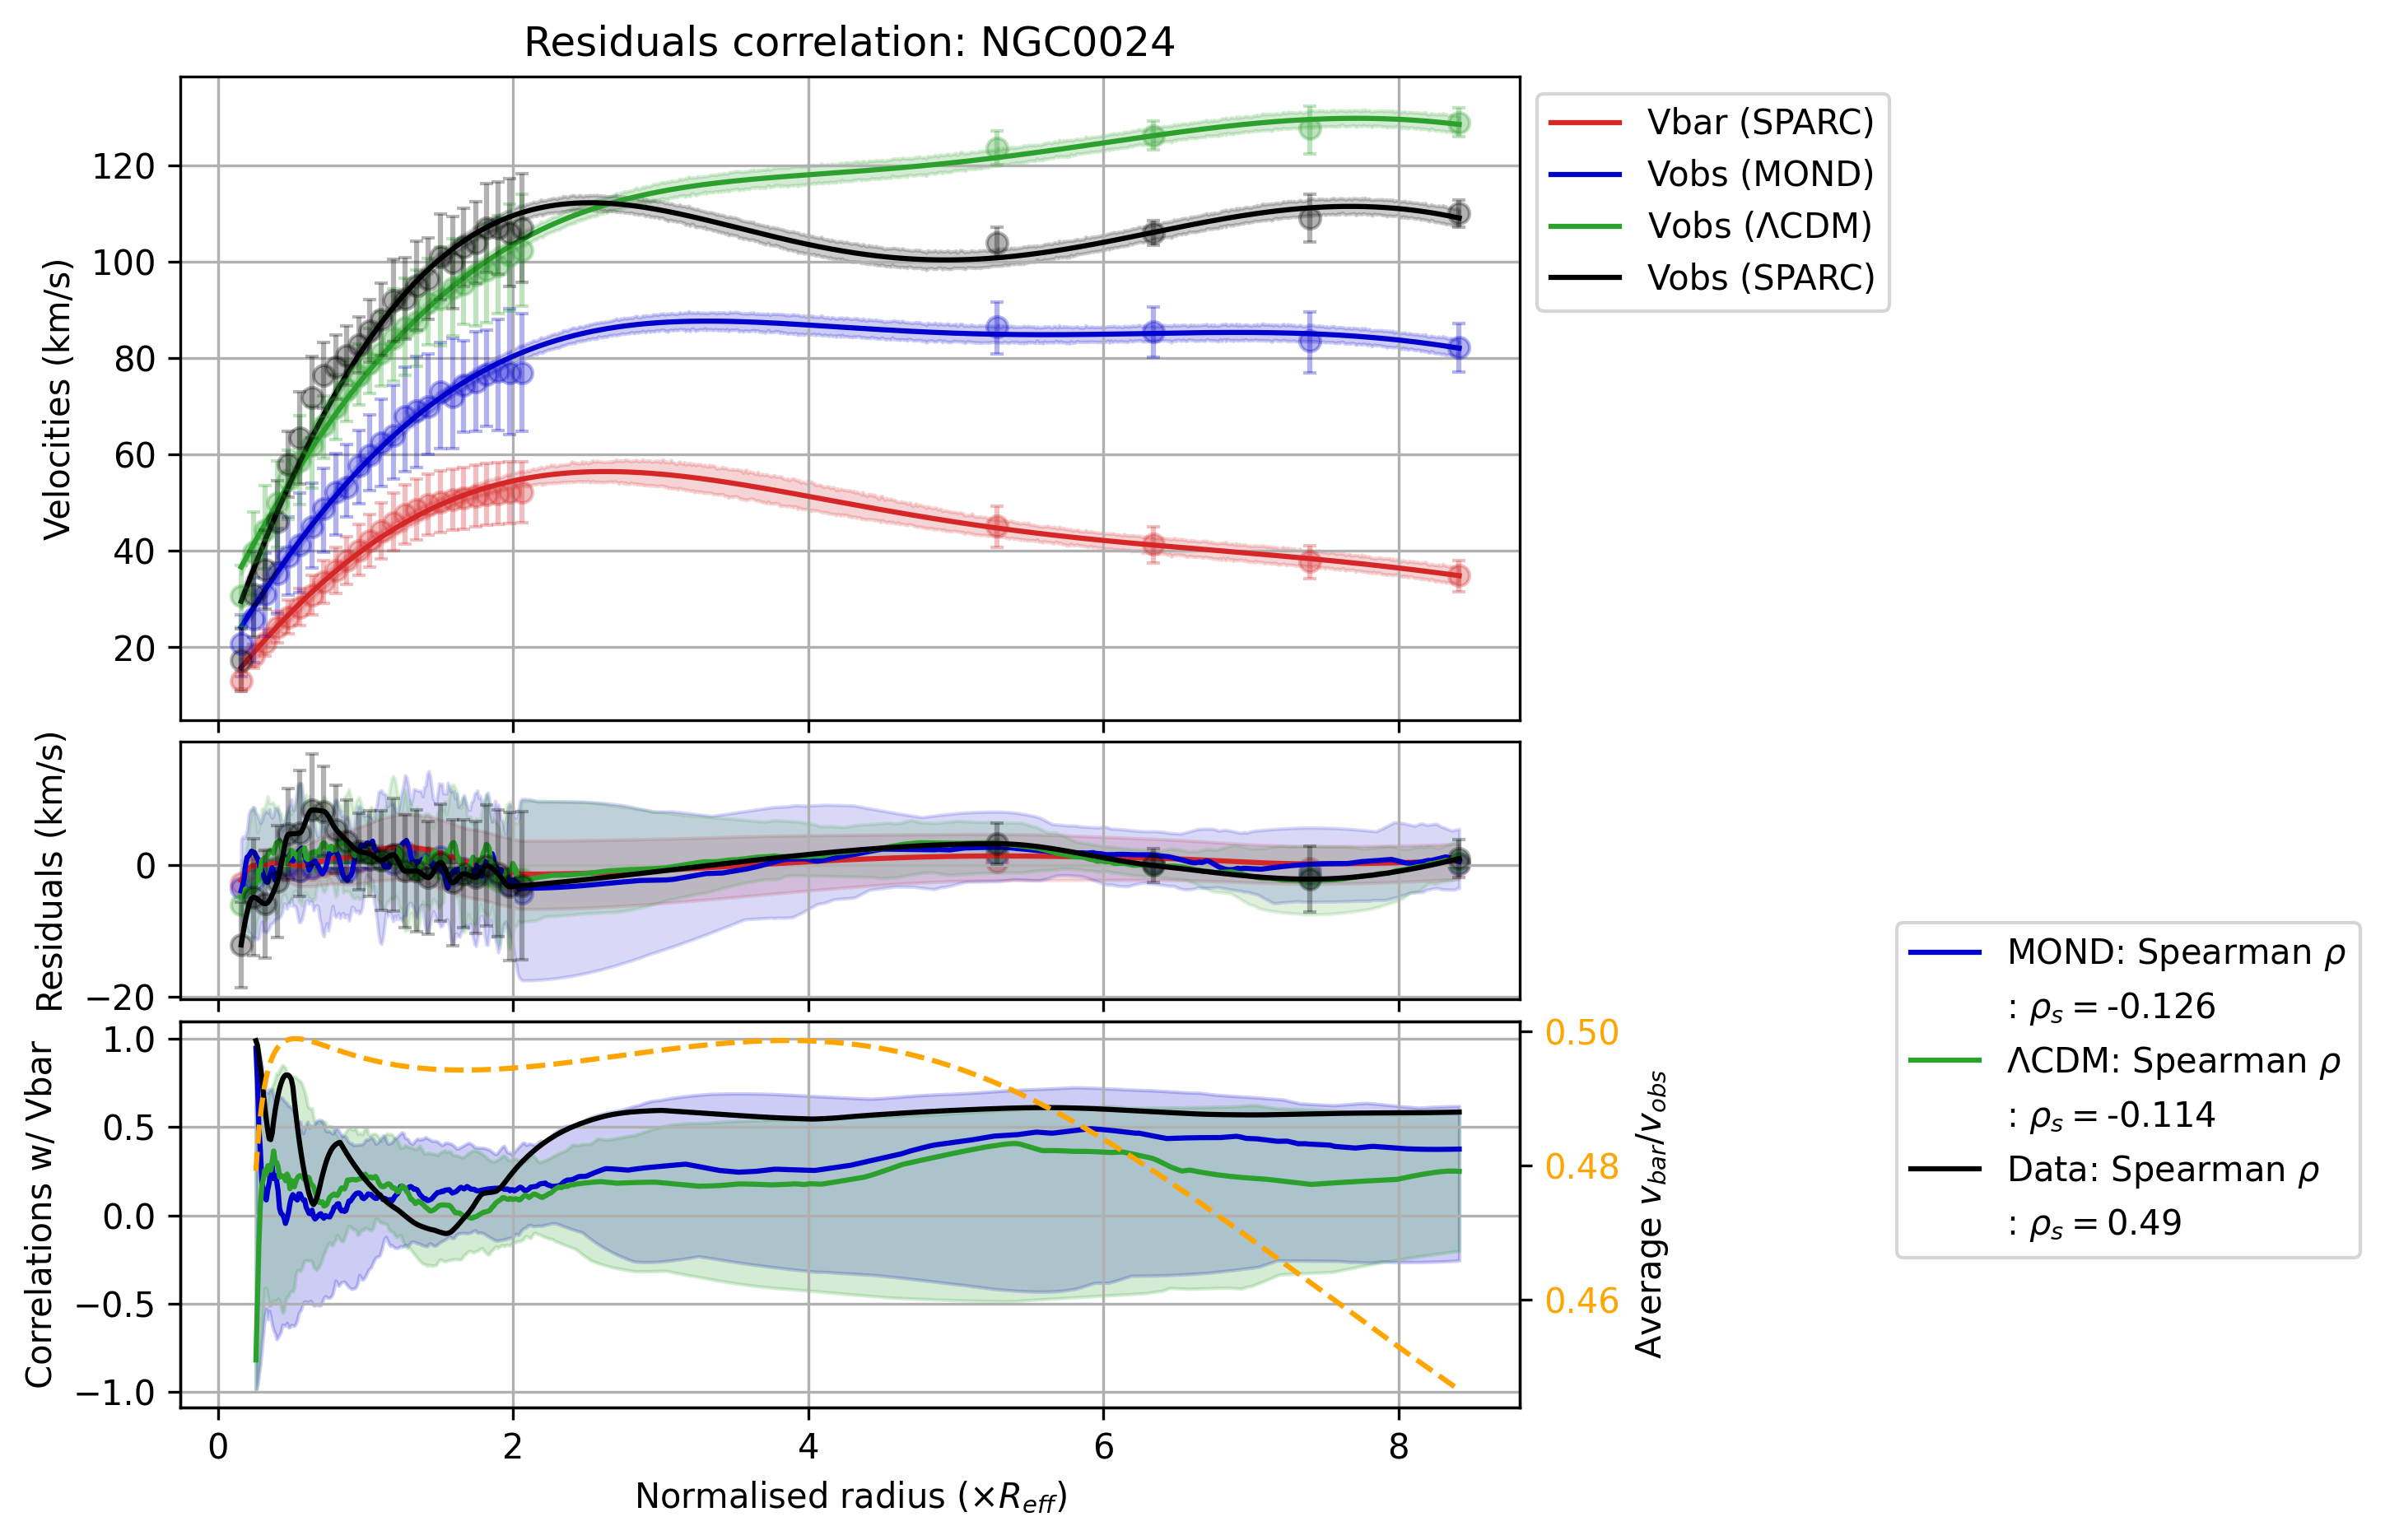 Residuals correlation: NGC0024
Velocities (km/s)
120
100
80
60
40
20
Vbar (SPARC)
Vobs (MOND)
Vobs (ΛCDM)
Vobs (SPARC)
Residuals (km/s)
0
−20
Correlations w/ Vbar
1.0
0.5
0.0
−0.5
−1.0
0.50
0.48
0.46
Average v_bar/v_obs
MOND: Spearman ρ
: ρ_s = -0.126
ΛCDM: Spearman ρ
: ρ_s = -0.114
Data: Spearman ρ
: ρ_s = 0.49
0 2 4 6 8
Normalised radius (×R_eff)